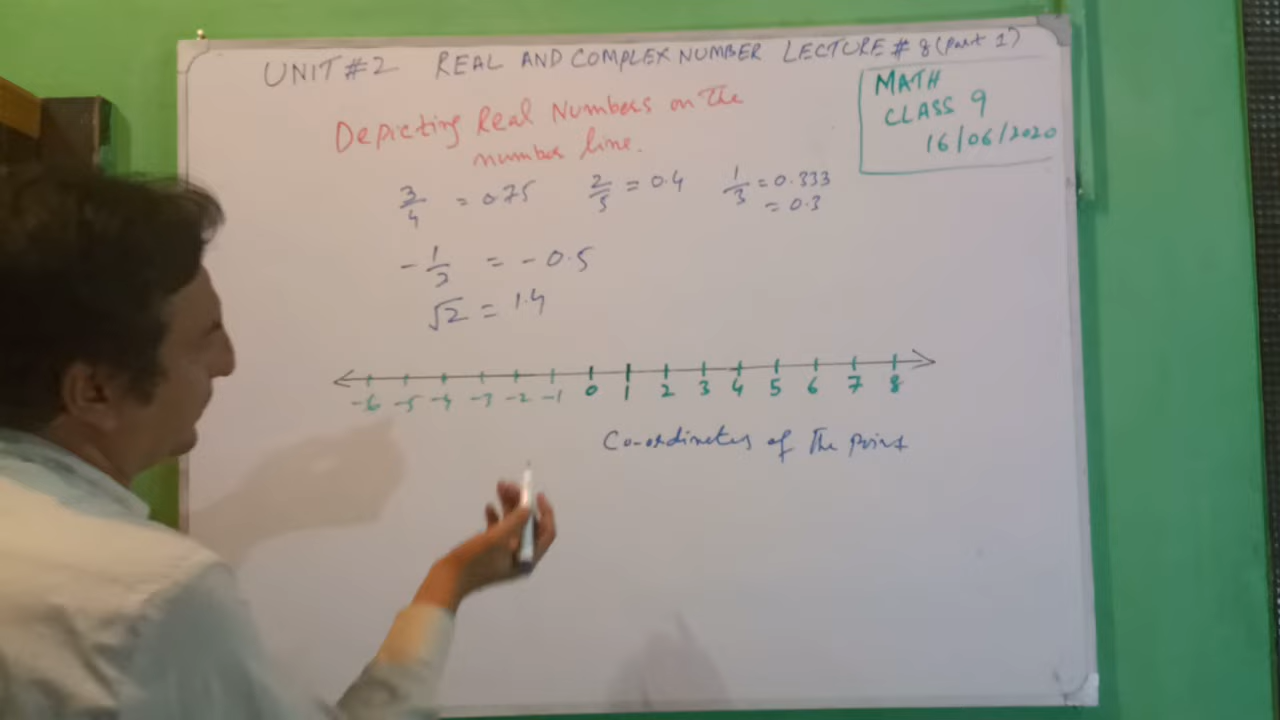 UNIT #2 REAL AND COMPLEX NUMBER LECTURE # 8 (Part 1)
MATH
CLASS 9
16/06/2020
Depicting Real Numbers on The
number line.
3/4 = 0.75 2/5 = 0.4 1/3 = 0.333
= 0.3
-1/2 = -0.5
√2 = 1.4
-6 -5 -4 -3 -2 -1 0 1 2 3 4 5 6 7 8
Co-ordinates of The point